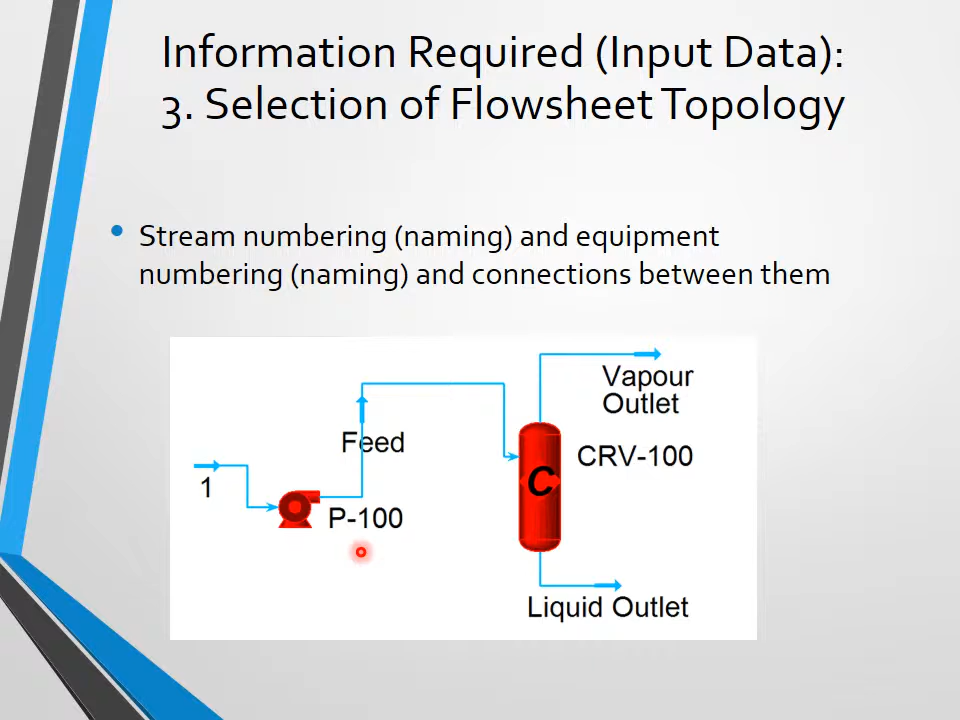 Information Required (Input Data):
3. Selection of Flowsheet Topology
Stream numbering (naming) and equipment
numbering (naming) and connections between them
Vapour
Outlet
Feed
CRV-100
C
1
P-100
Liquid Outlet